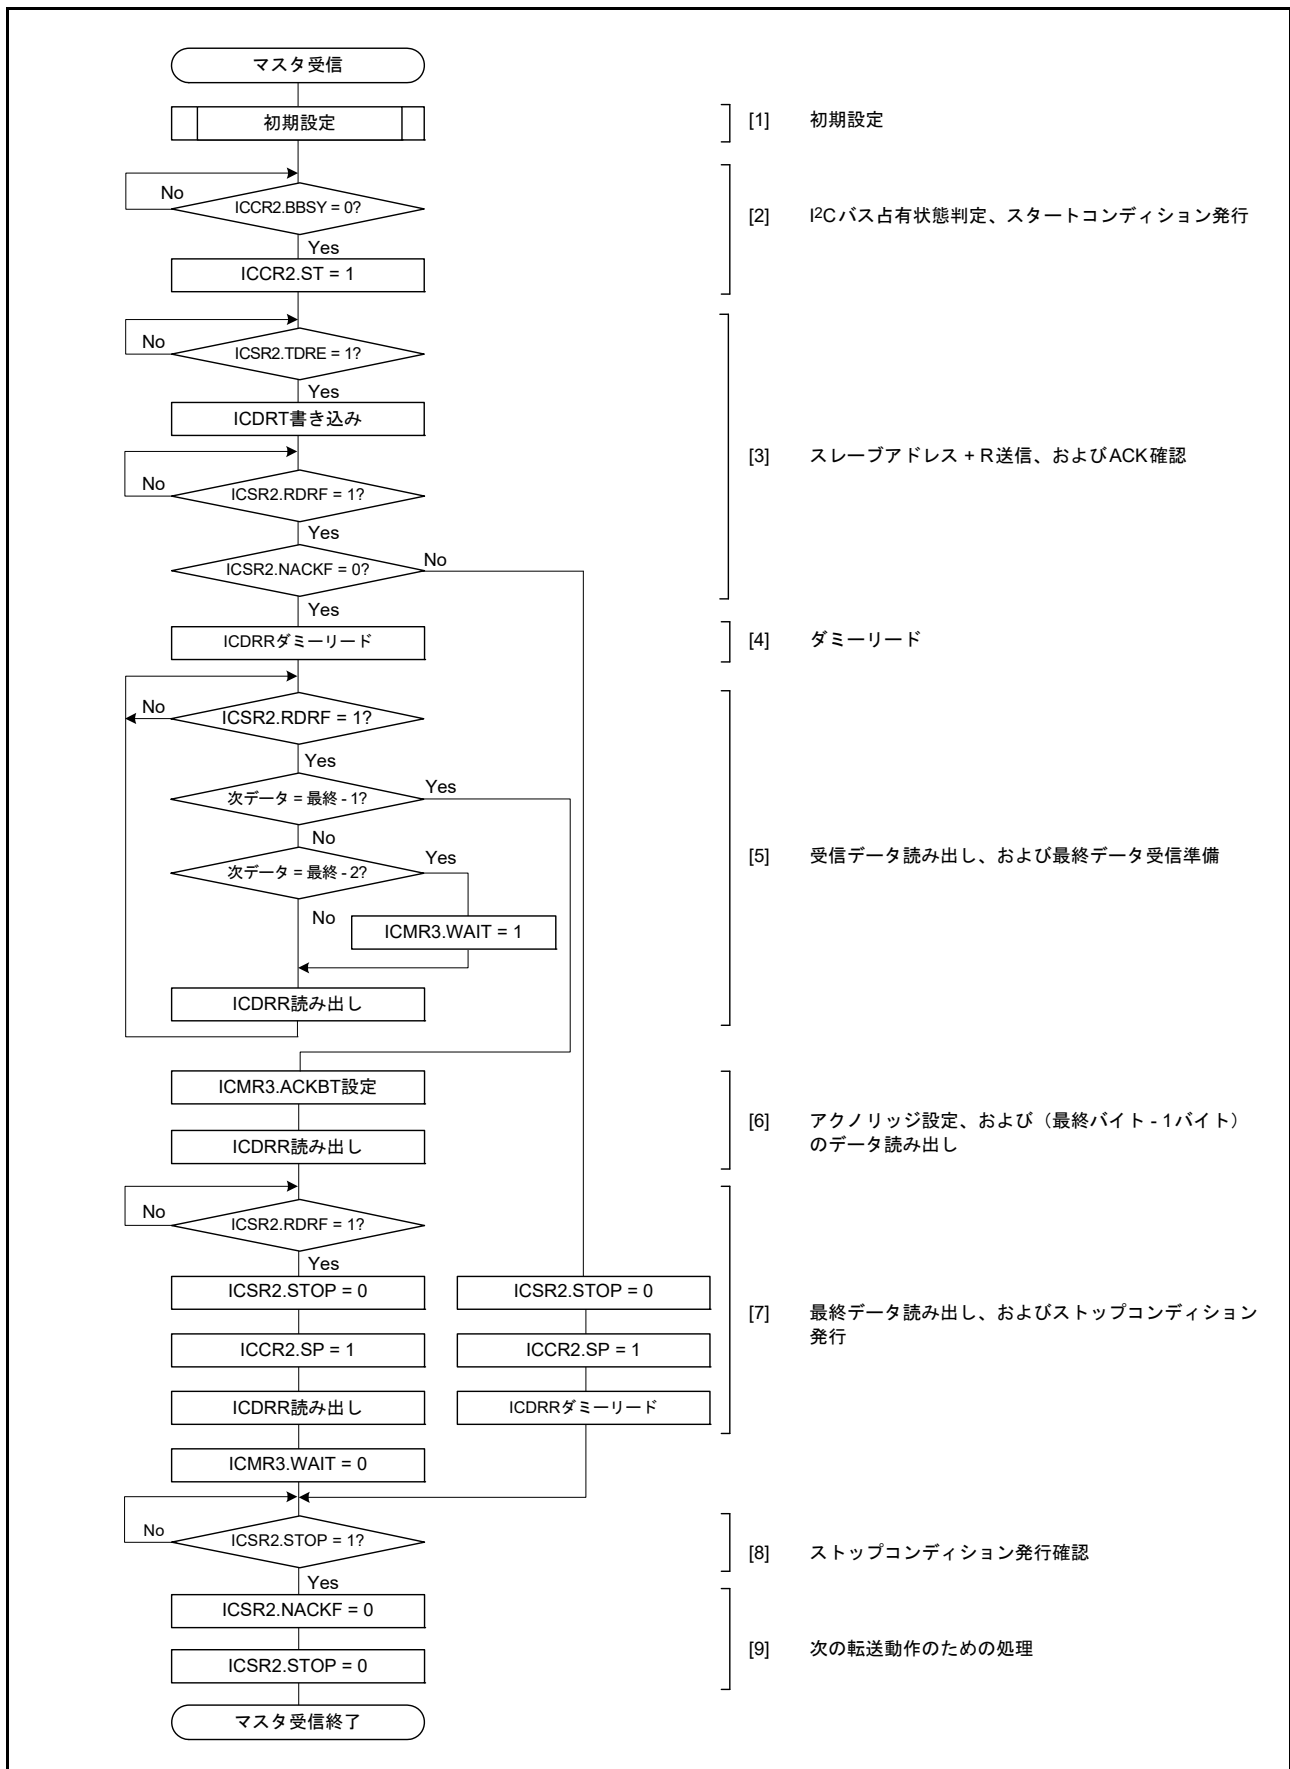 マスタ受信
初期設定
[1] 初期設定
No
ICCR2.BBSY = 0?
[2] I²Cバス占有状態判定、スタートコンディション発行
Yes
ICCR2.ST = 1
No
ICSR2.TDRE = 1?
Yes
ICDRT書き込み
[3] スレーブアドレス + R送信、およびACK確認
No
ICSR2.RDRF = 1?
Yes
ICSR2.NACKF = 0?
No
Yes
ICDRRダミーリード
[4] ダミーリード
No
ICSR2.RDRF = 1?
Yes
次データ = 最終 - 1?
Yes
No
次データ = 最終 - 2?
Yes
[5] 受信データ読み出し、および最終データ受信準備
No
ICMR3.WAIT = 1
ICDRR読み出し
ICMR3.ACKBT設定
[6] アクノリッジ設定、および（最終バイト - 1バイト）
のデータ読み出し
ICDRR読み出し
No
ICSR2.RDRF = 1?
Yes
ICSR2.STOP = 0
ICSR2.STOP = 0
[7] 最終データ読み出し、およびストップコンディション
発行
ICCR2.SP = 1
ICCR2.SP = 1
ICDRR読み出し
ICDRRダミーリード
ICMR3.WAIT = 0
No
ICSR2.STOP = 1?
[8] ストップコンディション発行確認
Yes
ICSR2.NACKF = 0
[9] 次の転送動作のための処理
ICSR2.STOP = 0
マスタ受信終了